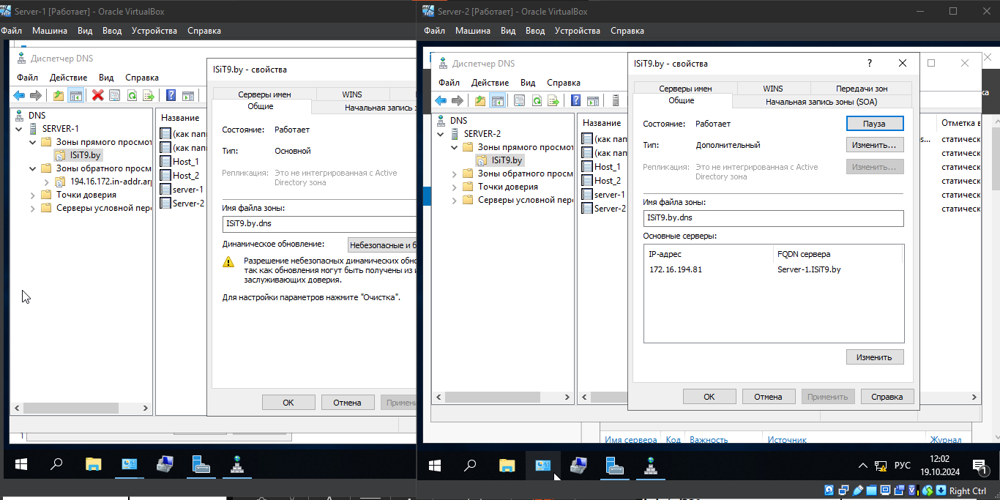 Server-1 [Работает] - Oracle VirtualBox
Файл Машина Вид Ввод Устройства Справка
Диспетчер DNS
Файл Действие Вид Справка
DNS
SERVER-1
Зоны прямого просмот
ISiT9.by
Зоны обратного просм
194.16.172.in-addr.arp
Точки доверия
Серверы условной пере
Название
(как пап
(как пап
Host_1
Host_2
server-1
Server-2
ISiT9.by - свойства
Серверы имен WINS
Общие Начальная запись з
Состояние: Работает
Тип: Основной
Репликация: Это не интегрированная с Active
Directory зона
Имя файла зоны:
ISiT9.by.dns
Динамическое обновление: Небезопасные и б
Разрешение небезопасных динамических обно
так как обновления могут быть получены из и
заслуживающих доверия.
Для настройки параметров нажмите "Очистка".
ОК Отмена Примени
1
Server-2 [Работает] - Oracle VirtualBox
Файл Машина Вид Ввод Устройства Справка
Диспетчер DNS
Файл Действие Вид Справка
DNS
SERVER-2
Зоны прямого просмот
ISiT9.by
Зоны обратного просм
Точки доверия
Серверы условной пере
Название
(как пап
(как пап
Host_1
Host_2
server-1
Server-2
ISiT9.by - свойства
?
Серверы имен WINS Передачи зон
Общие Начальная запись зоны (SOA)
Состояние: Работает Пауза
Тип: Дополнительный Изменить...
Репликация: Это не интегрированная с Active
Directory зона
Изменить...
Имя файла зоны:
ISiT9.by.dns
Основные серверы:
IP-адрес FQDN сервера
172.16.194.81 Server-1.ISiT9.by
Изменить
ОК Отмена Применить Справка
ка
Отметка в
s... статическ
статическ
статическ
статическ
статическ
статическ
Имя сервера Код Важность Источник Журнал
РУС
12:02
19.10.2024
1
Right Ctrl